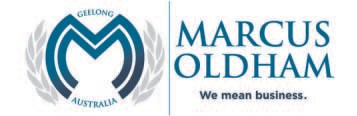 GEELONG
AUSTRALIA
MARCUS
OLDHAM
We mean business.